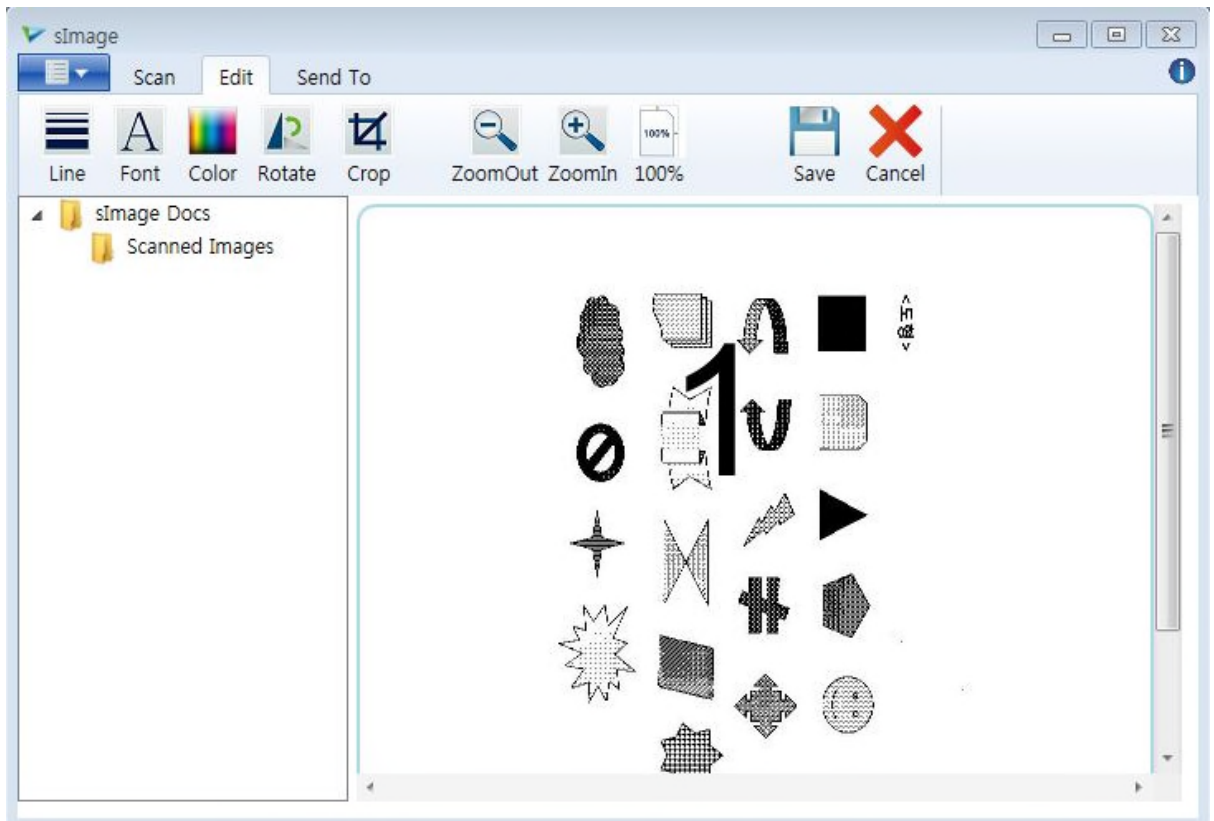 sImage
Scan Edit Send To
Line Font Color Rotate Crop ZoomOut ZoomIn 100% 100% Save Cancel
sImage Docs
Scanned Images
1